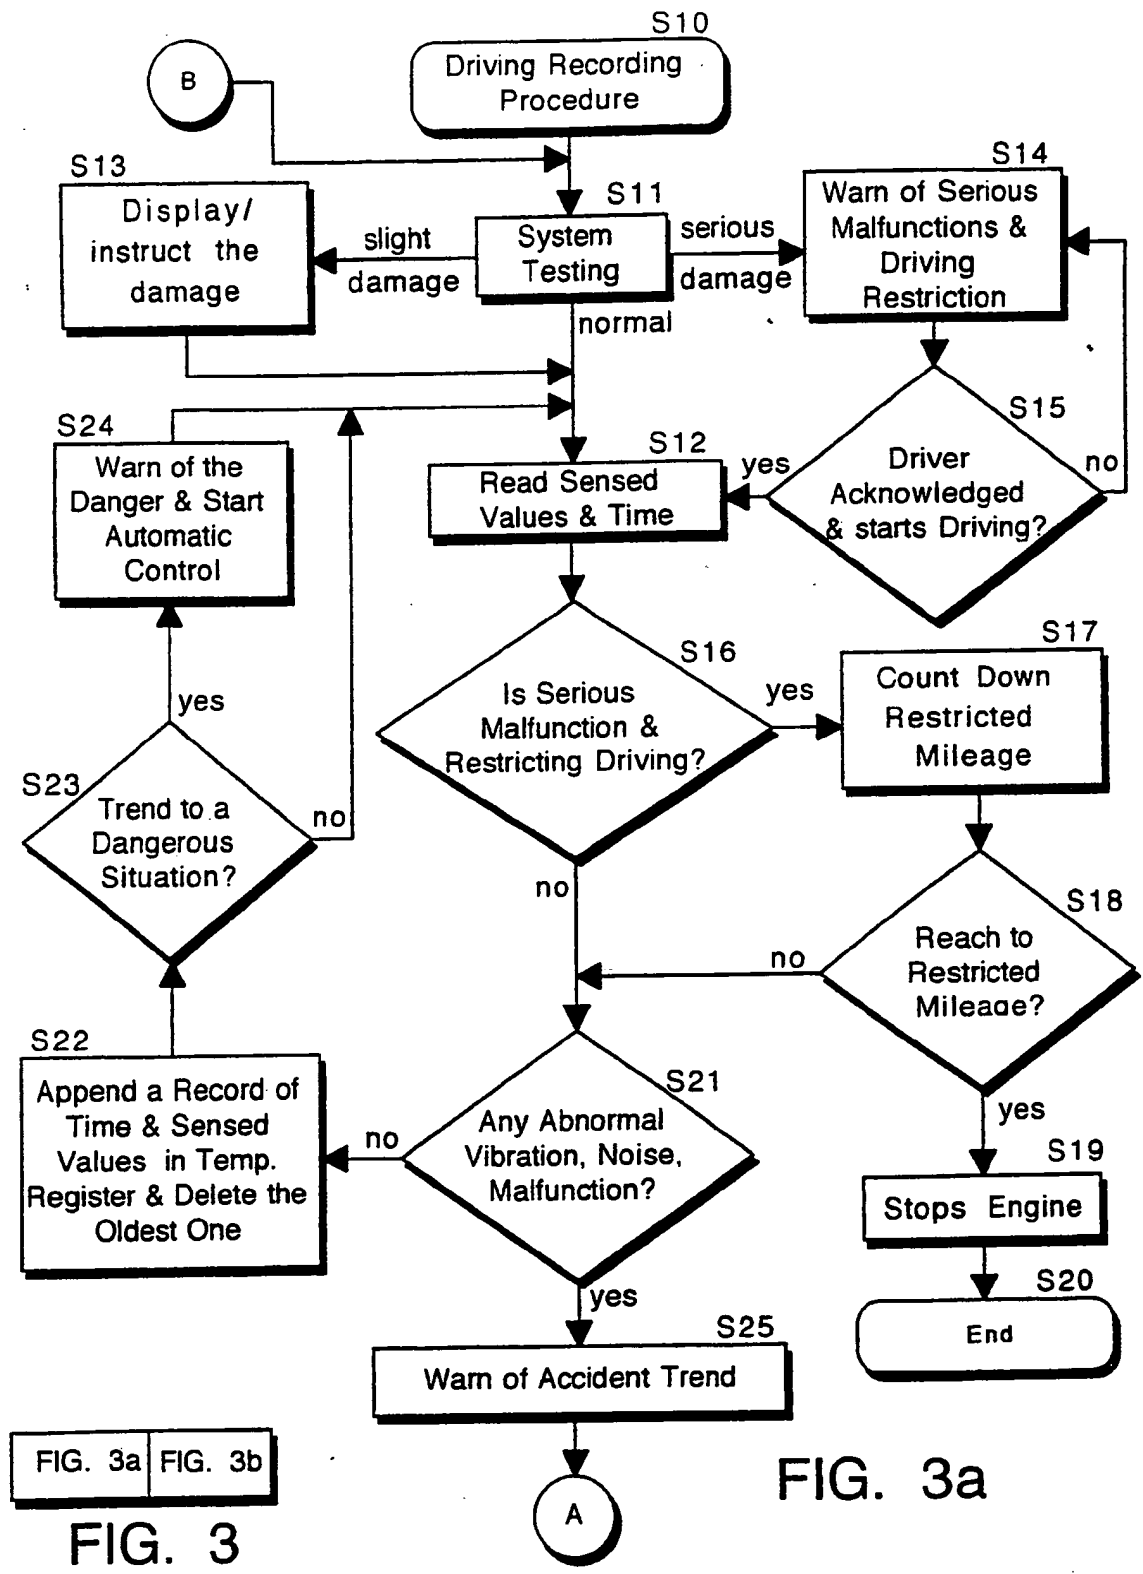 S10
Driving Recording
Procedure
B
S13
Display/
instruct the
damage
slight
damage
S11
System
Testing
serious
damage
normal
S14
Warn of Serious
Malfunctions &
Driving
Restriction
S15
Driver
Acknowledged
& starts Driving?
yes
no
S24
Warn of the
Danger & Start
Automatic
Control
S12
Read Sensed
Values & Time
yes
S23
Trend to a
Dangerous
Situation?
no
S16
Is Serious
Malfunction &
Restricting Driving?
yes
no
S17
Count Down
Restricted
Mileage
S18
Reach to
Restricted
Mileage?
no
yes
S22
Append a Record of
Time & Sensed
Values in Temp.
Register & Delete the
Oldest One
no
S21
Any Abnormal
Vibration, Noise,
Malfunction?
yes
S19
Stops Engine
S20
End
S25
Warn of Accident Trend
A
FIG. 3a FIG. 3b
FIG. 3
FIG. 3a